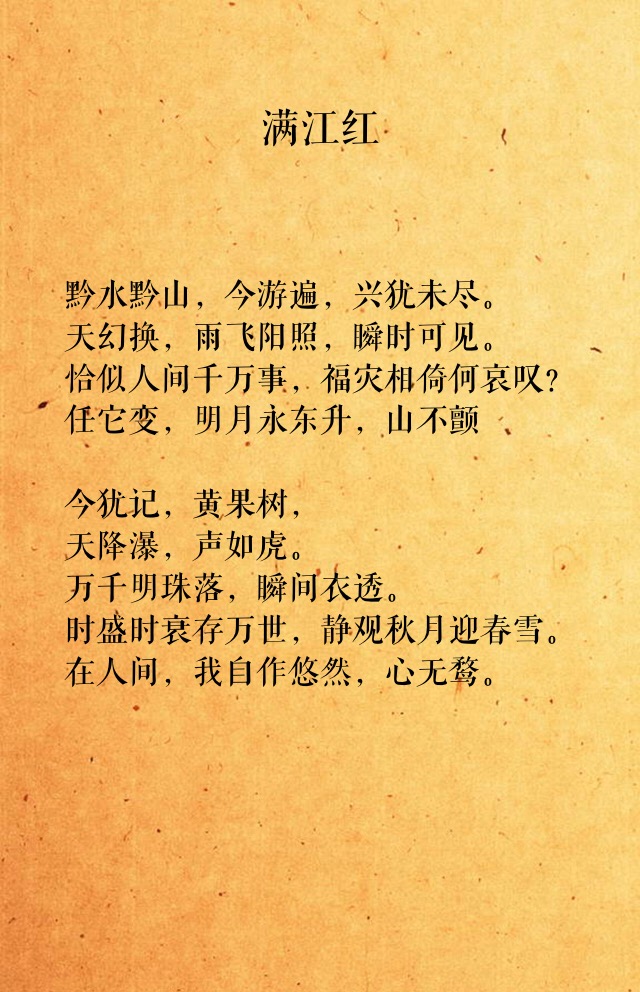 满江红
黔水黔山，今游遍，兴犹未尽。
天幻换，雨飞阳照，瞬时可见。
恰似人间千万事，福灾相倚何哀叹？
任它变，明月永东升，山不颤
今犹记，黄果树，
天降瀑，声如虎。
万千明珠落，瞬间衣透。
时盛时衰存万世，静观秋月迎春雪。
在人间，我自作悠然，心无鹜。